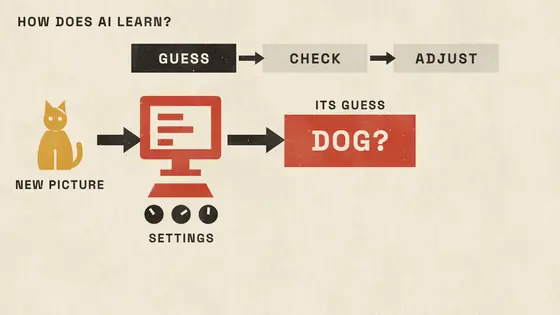 HOW DOES AI LEARN?
GUESS
CHECK
ADJUST
ITS GUESS
DOG?
NEW PICTURE
SETTINGS